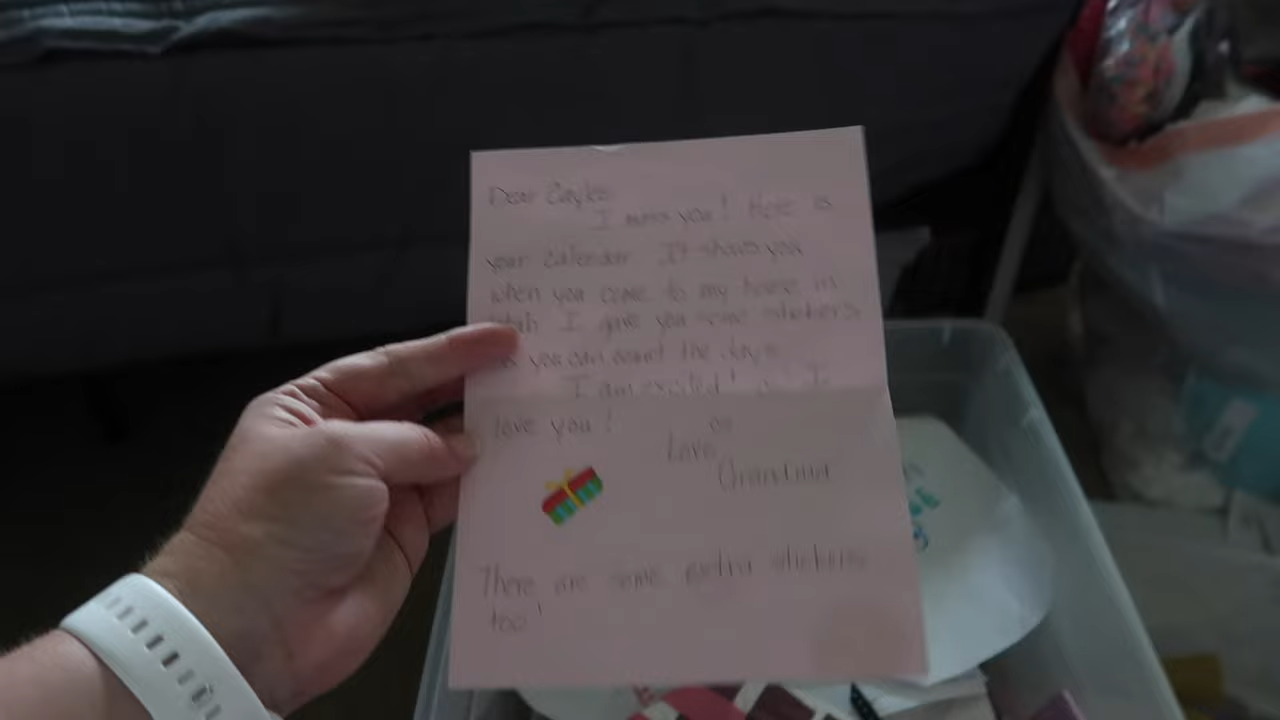 Dear
I miss you! Here is
your calendar. It shows you
when you come to my home in
Utah. I gave you some stickers
so you can count the days.
I am excited! I
love you!
Love,
Grandma
There are some extra stickers
too!